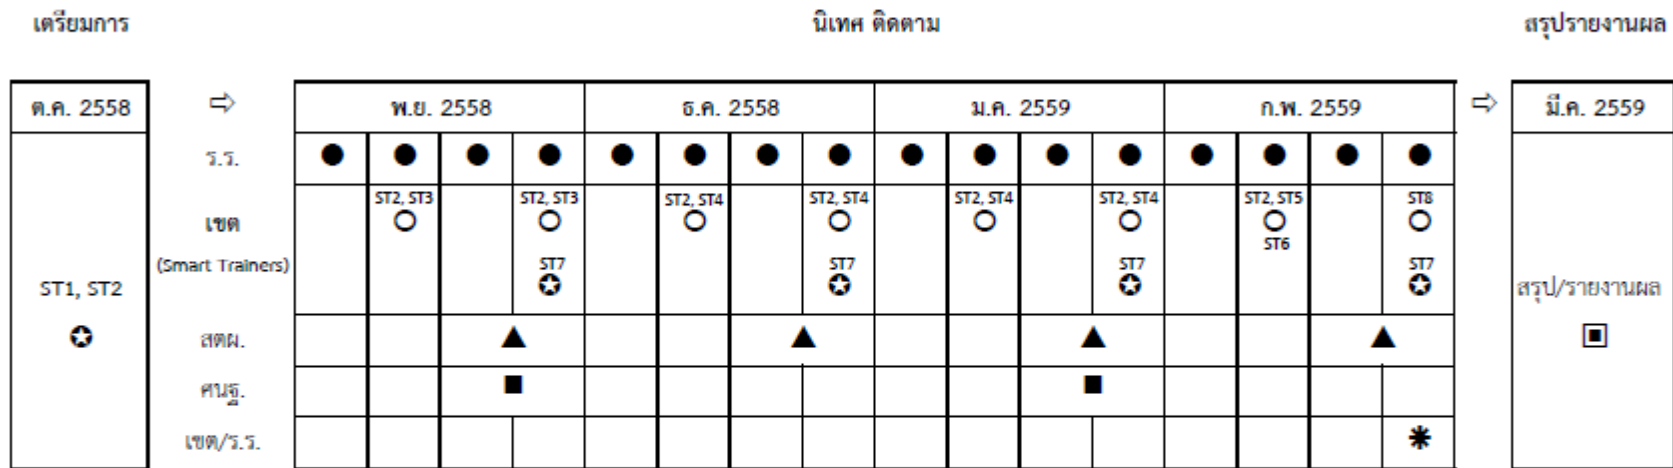 เตรียมการ นิเทศ ติดตาม สรุปรายงานผล
ต.ค. 2558 ⇨ พ.ย. 2558 ธ.ค. 2558 ม.ค. 2559 ก.พ. 2559 ⇨ มี.ค. 2559
ร.ร. ● ● ● ● ● ● ● ● ● ● ● ● ● ● ● ●
ST2, ST3 ST2, ST3 ST2, ST4 ST2, ST4 ST2, ST4 ST2, ST4 ST2, ST5 ST8
เขต ○ ○ ○ ○ ○ ○ ○ ○
ST6
(Smart Trainers) ST7 ST7 ST7 ST7
✪ ✪ ✪ ✪
ST1, ST2 สรุป/รายงานผล
✪ สตผ. ▲ ▲ ▲ ▲ ▣
ศนฐ. ■ ■
เขต/ร.ร. ✱